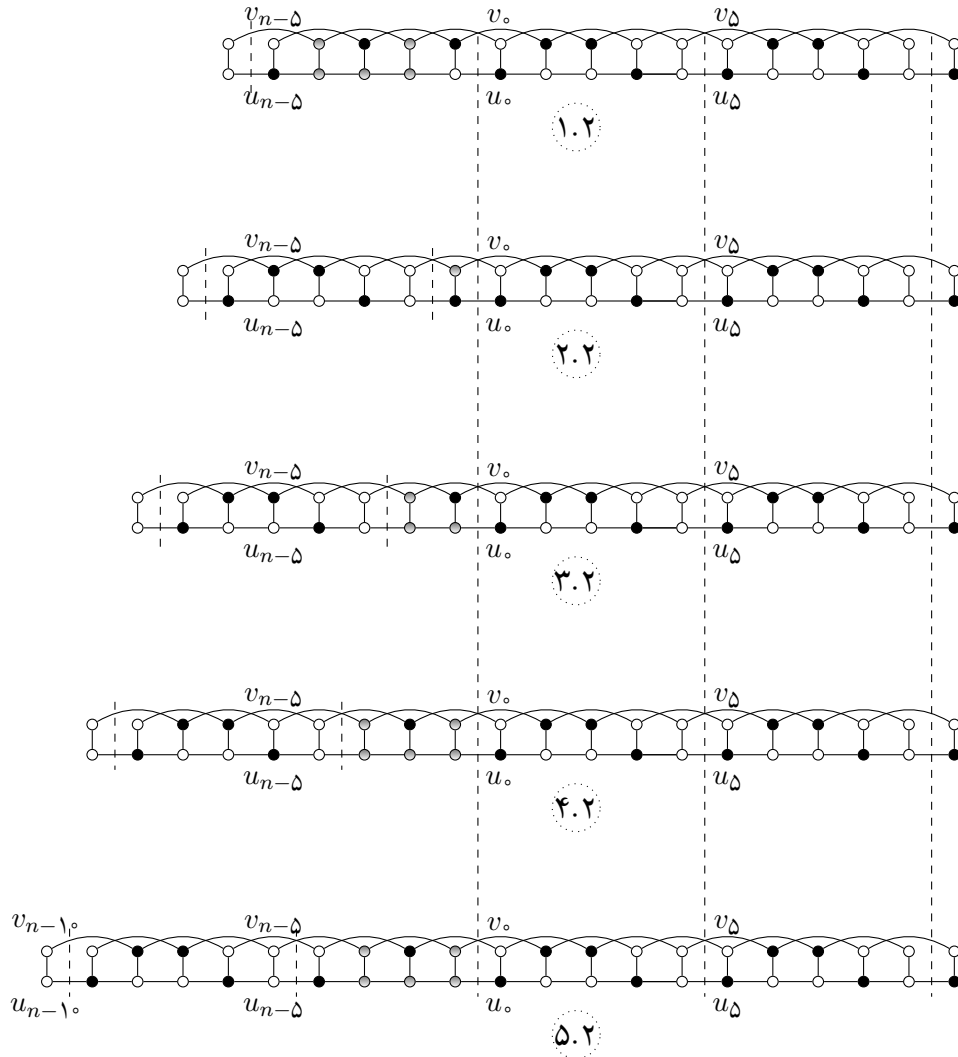 v_{n-۵} v_۰ v_۵
u_{n-۵} u_۰ u_۵
۱.۲
v_{n-۵} v_۰ v_۵
u_{n-۵} u_۰ u_۵
۲.۲
v_{n-۵} v_۰ v_۵
u_{n-۵} u_۰ u_۵
۳.۲
v_{n-۵} v_۰ v_۵
u_{n-۵} u_۰ u_۵
۴.۲
v_{n-۱۰} v_{n-۵} v_۰ v_۵
u_{n-۱۰} u_{n-۵} u_۰ u_۵
۵.۲